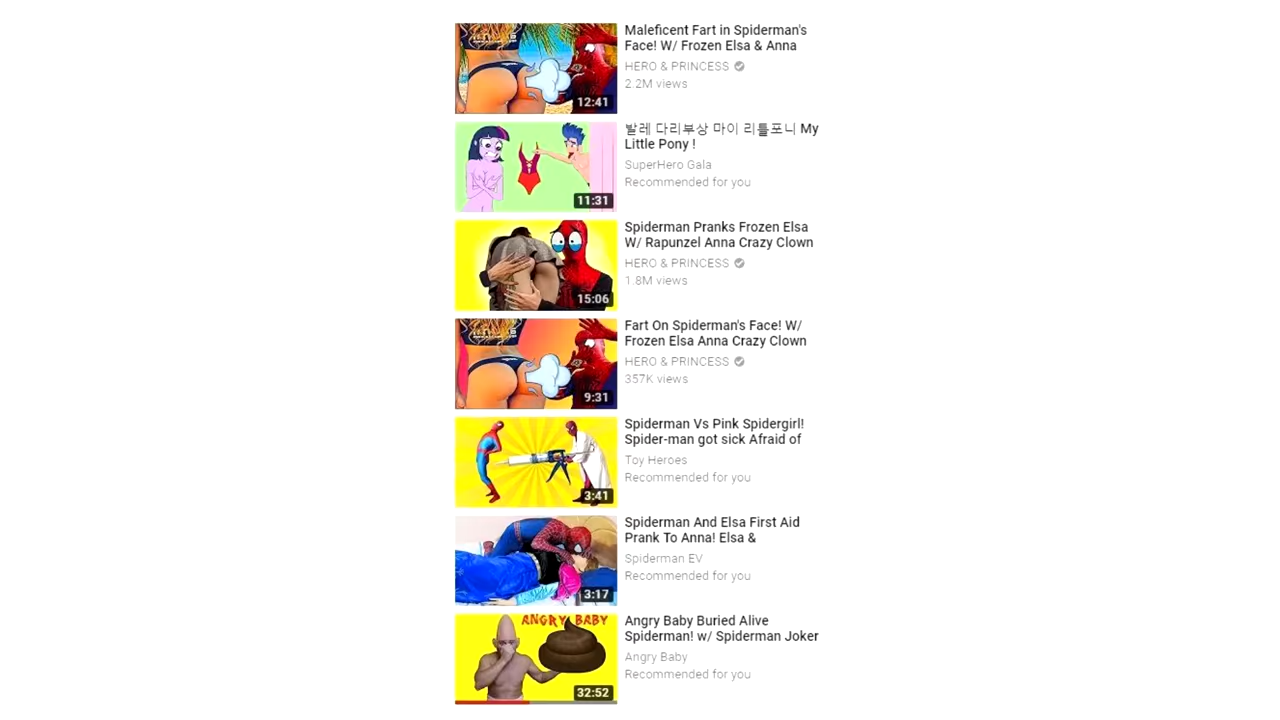 Maleficent Fart in Spiderman's
Face! W/ Frozen Elsa & Anna
HERO & PRINCESS
2.2M views
12:41
발레 다리부상 마이 리틀포니 My
Little Pony !
SuperHero Gala
Recommended for you
11:31
Spiderman Pranks Frozen Elsa
W/ Rapunzel Anna Crazy Clown
HERO & PRINCESS
1.8M views
15:06
Fart On Spiderman's Face! W/
Frozen Elsa Anna Crazy Clown
HERO & PRINCESS
357K views
9:31
Spiderman Vs Pink Spidergirl!
Spider-man got sick Afraid of
Toy Heroes
Recommended for you
3:41
Spiderman And Elsa First Aid
Prank To Anna! Elsa &
Spiderman EV
Recommended for you
3:17
ANGRY BABY
Angry Baby Buried Alive
Spiderman! w/ Spiderman Joker
Angry Baby
Recommended for you
32:52